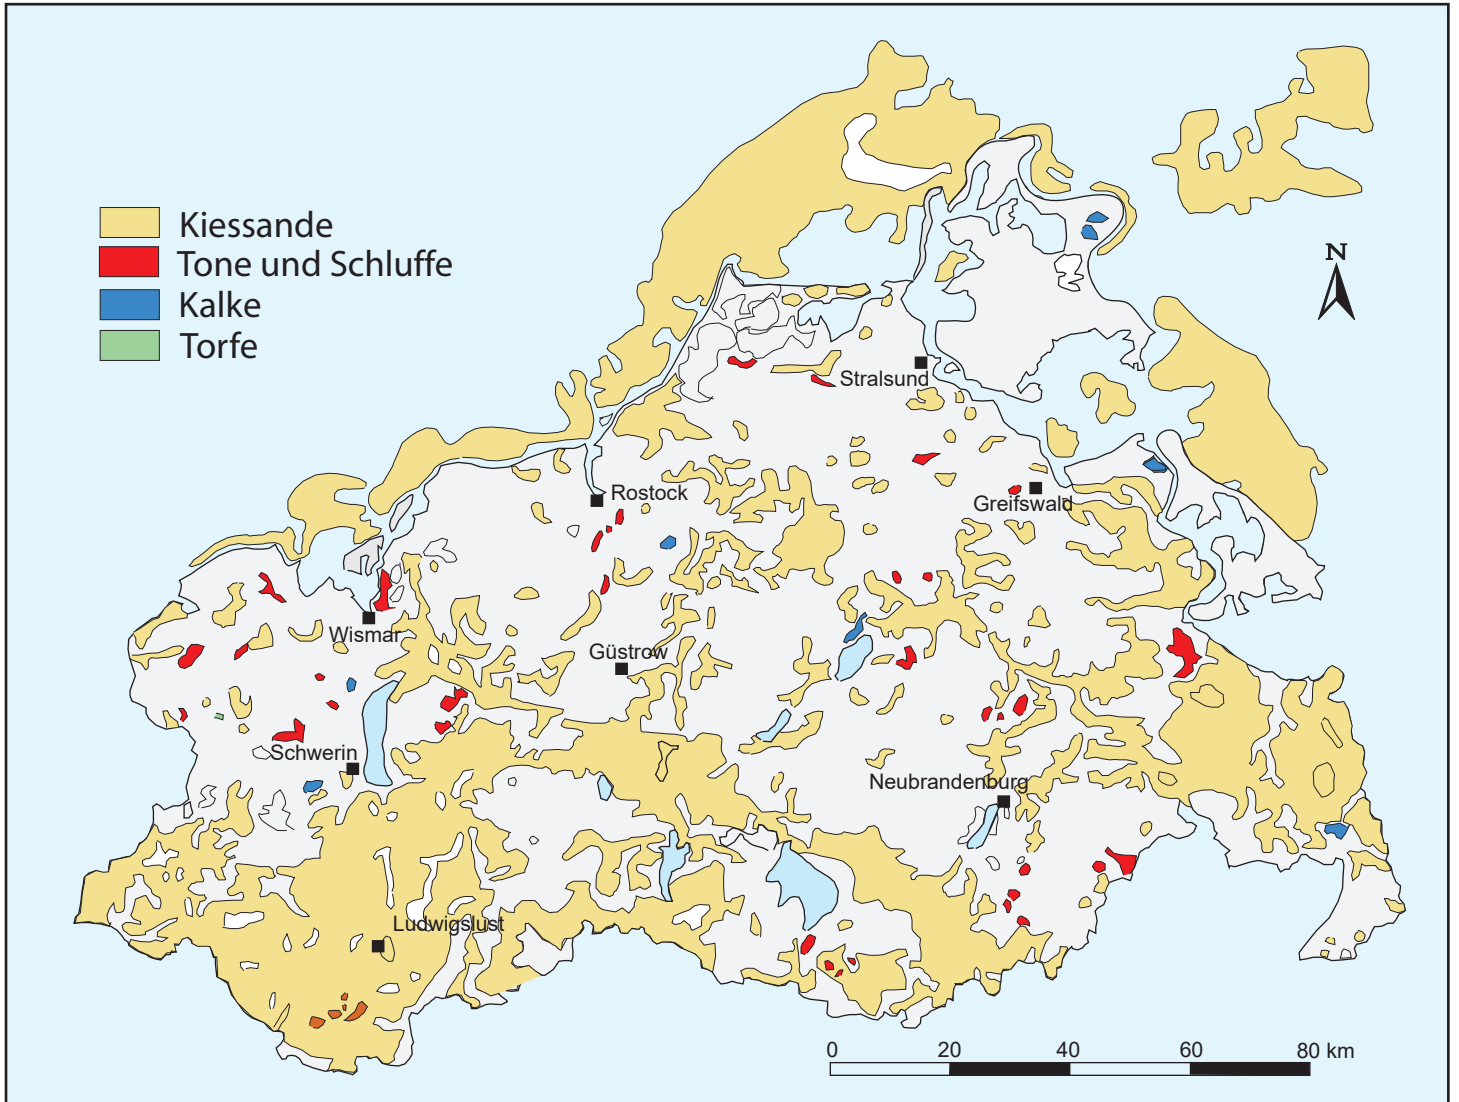 Kiessande
Tone und Schluffe
Kalke
Torfe
N
Stralsund
Rostock
Greifswald
Wismar
Güstrow
Schwerin
Neubrandenburg
Ludwigslust
0 20 40 60 80 km